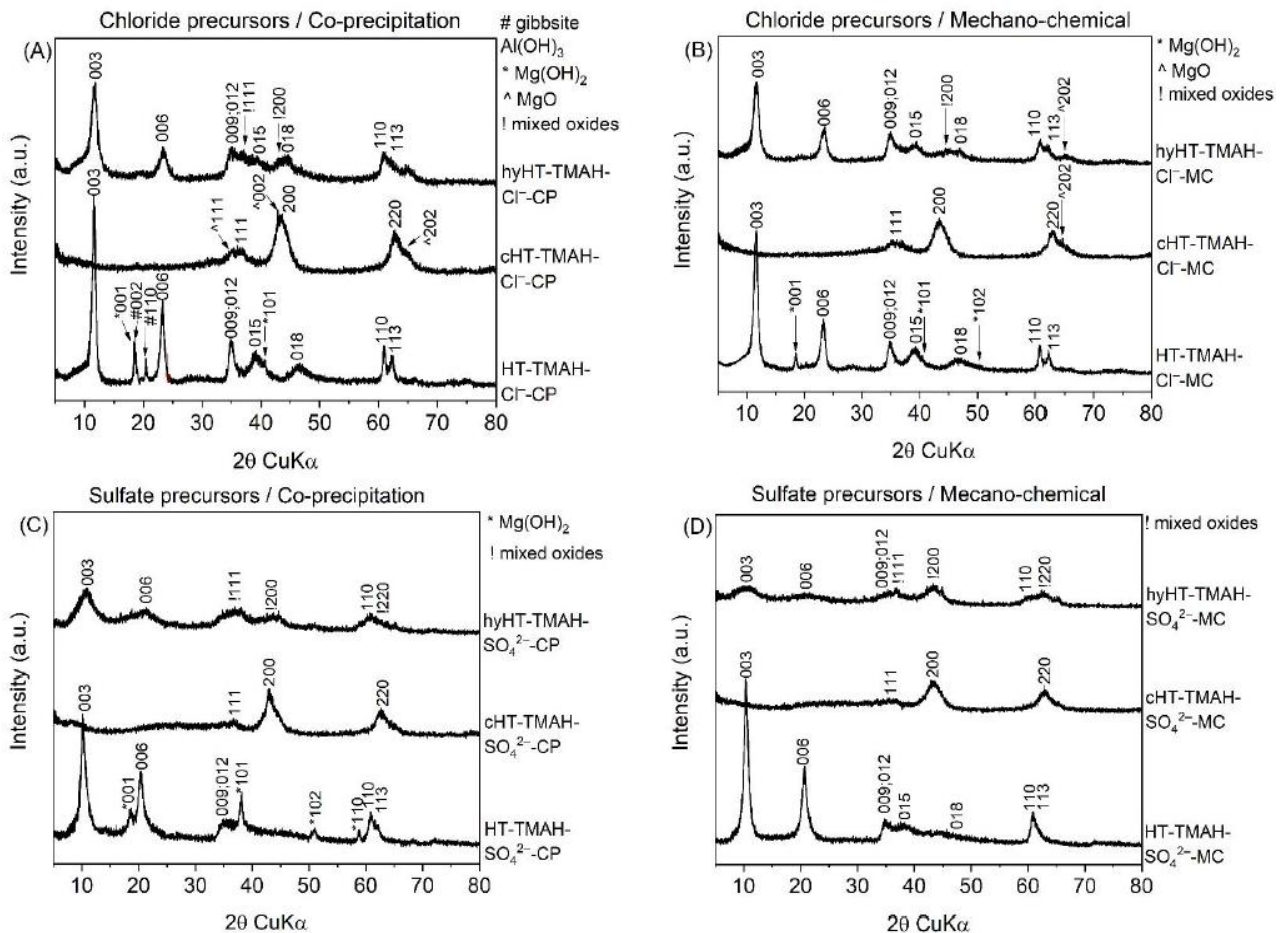 Chloride precursors / Co-precipitation
(A)
# gibbsite
Al(OH)₃
* Mg(OH)₂
^ MgO
! mixed oxides
003
006
009;012
!111
015
!200
018
110
113
hyHT-TMAH-
Cl⁻-CP
^111
111
^002
200
220
^202
cHT-TMAH-
Cl⁻-CP
003
*001
#002
#110
006
009;012
015
*101
018
110
113
HT-TMAH-
Cl⁻-CP
Intensity (a.u.)
10 20 30 40 50 60 70 80
2θ CuKα
Chloride precursors / Mechano-chemical
(B)
* Mg(OH)₂
^ MgO
! mixed oxides
003
006
009;012
015
!200
018
110
113
^202
hyHT-TMAH-
Cl⁻-MC
111
200
220
^202
cHT-TMAH-
Cl⁻-MC
003
*001
006
009;012
015
*101
018
*102
110
113
HT-TMAH-
Cl⁻-MC
Intensity (a.u.)
10 20 30 40 50 60 70 80
2θ CuKα
Sulfate precursors / Co-precipitation
(C)
* Mg(OH)₂
! mixed oxides
003
006
!111
!200
110
!220
hyHT-TMAH-
SO₄²⁻-CP
111
200
220
cHT-TMAH-
SO₄²⁻-CP
003
*001
006
009;012
*101
*102
*110
110
113
HT-TMAH-
SO₄²⁻-CP
Intensity (a.u.)
10 20 30 40 50 60 70 80
2θ CuKα
Sulfate precursors / Mecano-chemical
(D)
! mixed oxides
003
006
009;012
!111
!200
110
!220
hyHT-TMAH-
SO₄²⁻-MC
111
200
220
cHT-TMAH-
SO₄²⁻-MC
003
006
009;012
015
018
110
113
HT-TMAH-
SO₄²⁻-MC
Intensity (a.u.)
10 20 30 40 50 60 70 80
2θ CuKα